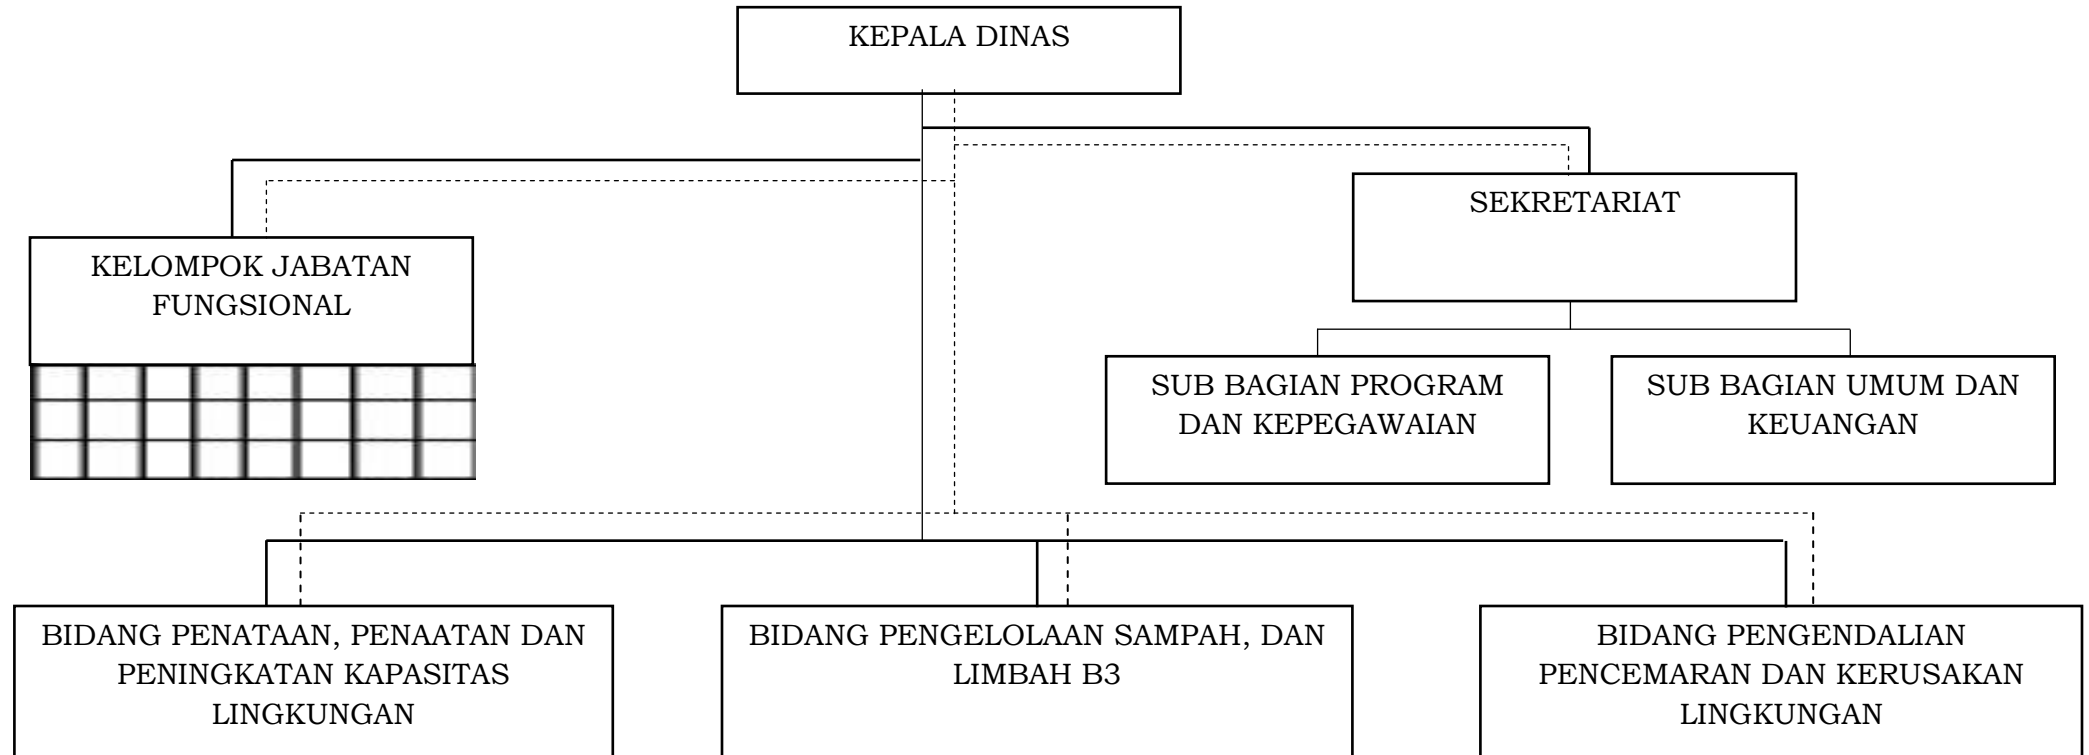 KEPALA DINAS
SEKRETARIAT
KELOMPOK JABATAN
FUNGSIONAL
SUB BAGIAN PROGRAM
DAN KEPEGAWAIAN
SUB BAGIAN UMUM DAN
KEUANGAN
BIDANG PENATAAN, PENAATAN DAN
PENINGKATAN KAPASITAS
LINGKUNGAN
BIDANG PENGELOLAAN SAMPAH, DAN
LIMBAH B3
BIDANG PENGENDALIAN
PENCEMARAN DAN KERUSAKAN
LINGKUNGAN